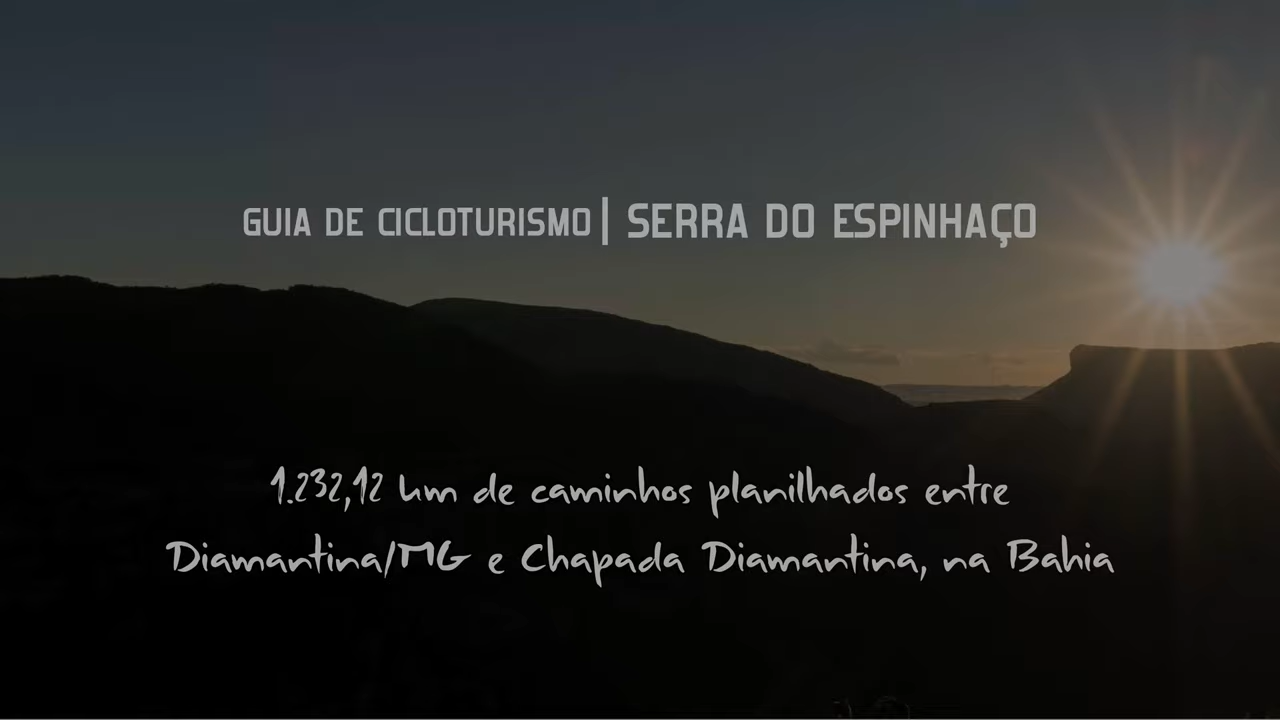 GUIA DE CICLOTURISMO | SERRA DO ESPINHAÇO
1.232,12 km de caminhos planilhados entre
Diamantina/MG e Chapada Diamantina, na Bahia